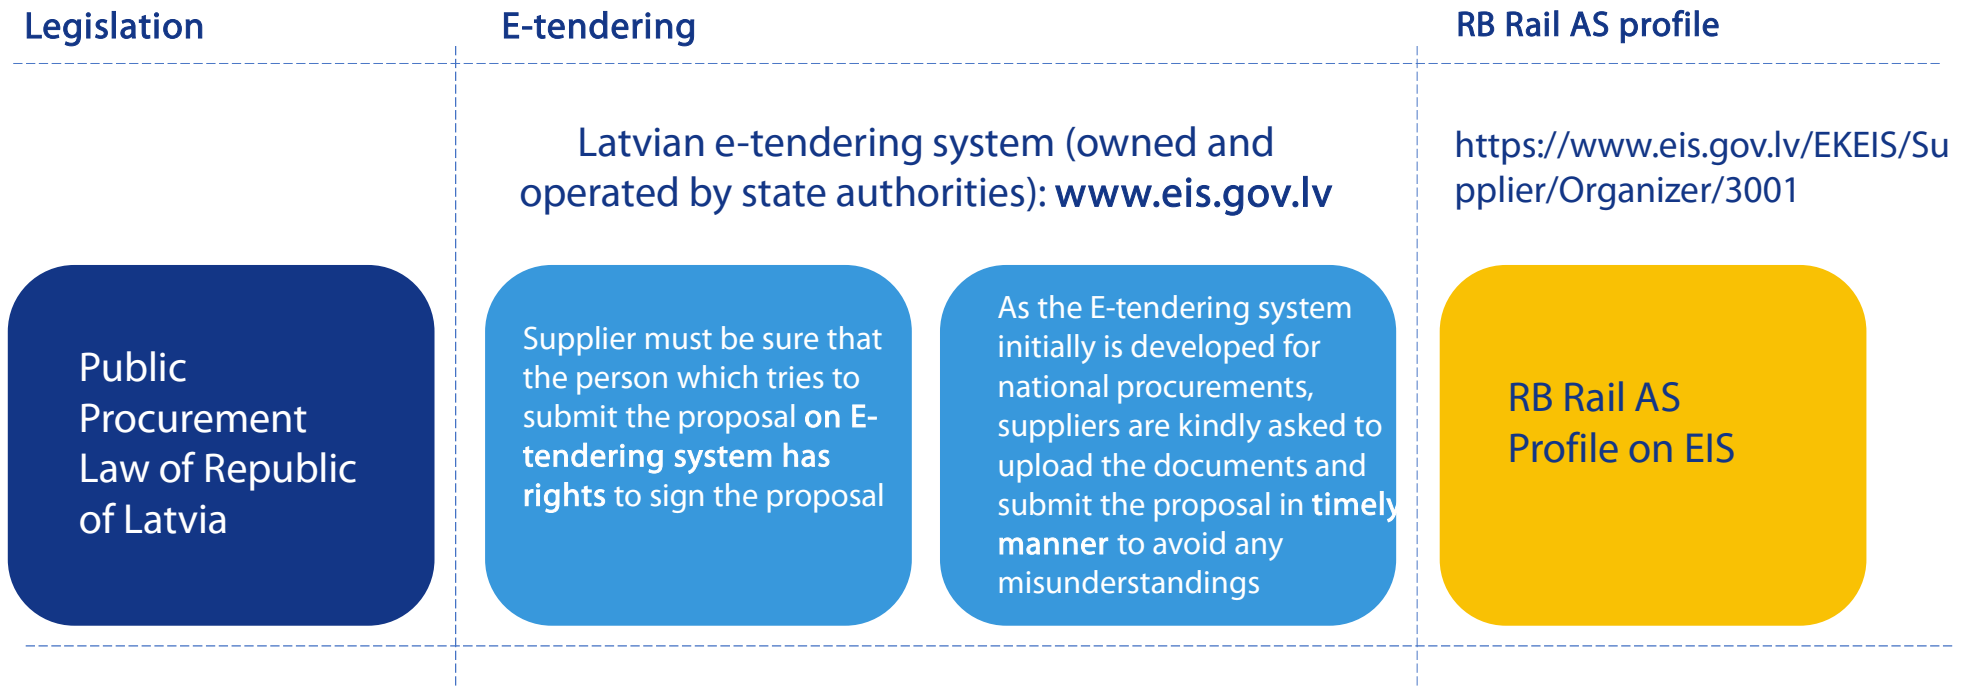 Legislation
E-tendering
RB Rail AS profile
Latvian e-tendering system (owned and
operated by state authorities): www.eis.gov.lv
https://www.eis.gov.lv/EKEIS/Su
pplier/Organizer/3001
Public
Procurement
Law of Republic
of Latvia
Supplier must be sure that
the person which tries to
submit the proposal on E-
tendering system has
rights to sign the proposal
As the E-tendering system
initially is developed for
national procurements,
suppliers are kindly asked to
upload the documents and
submit the proposal in timely
manner to avoid any
misunderstandings
RB Rail AS
Profile on EIS